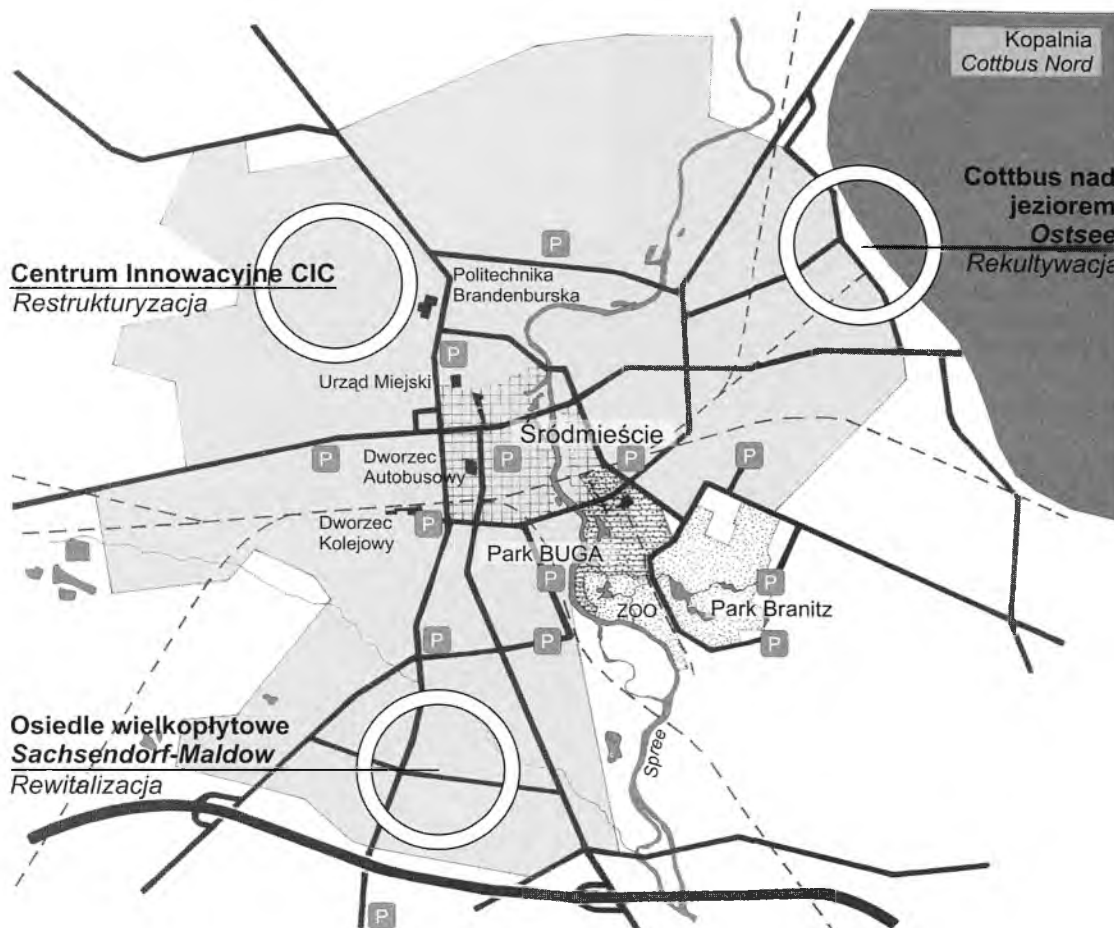 Kopalnia
Cottbus Nord
Cottbus nad
jeziorem
Ostsee
Rekultywacja
P
Centrum Innowacyjne CIC
Restrukturyzacja
Politechnika
Brandenburska
P
Urząd Miejski
Śródmieście
P
P
P
P
Dworzec
Autobusowy
P
Dworzec
Kolejowy
Park BUGA
P
P
ZOO
Park Branitz
P
P
P
Osiedle wielkopłytowe
Sachsendorf-Maldow
Rewitalizacja
Spree
P